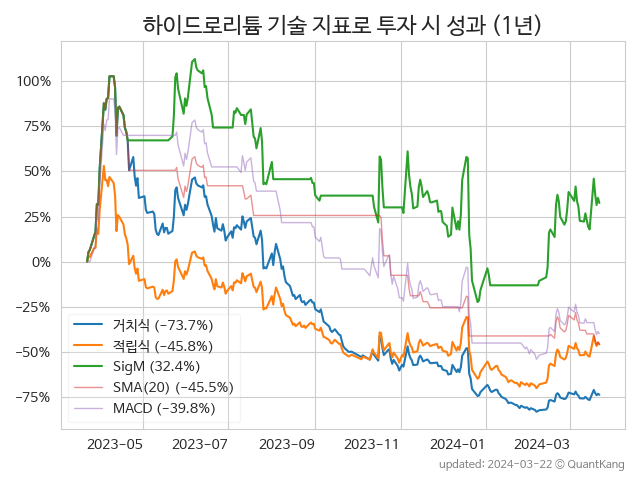 하이드로리튬 기술 지표로 투자 시 성과 (1년)
100%
75%
50%
25%
0%
−25%
−50%
−75%
거치식 (−73.7%)
적립식 (−45.8%)
SigM (32.4%)
SMA(20) (−45.5%)
MACD (−39.8%)
2023-05
2023-07
2023-09
2023-11
2024-01
2024-03
updated: 2024-03-22 © QuantKang